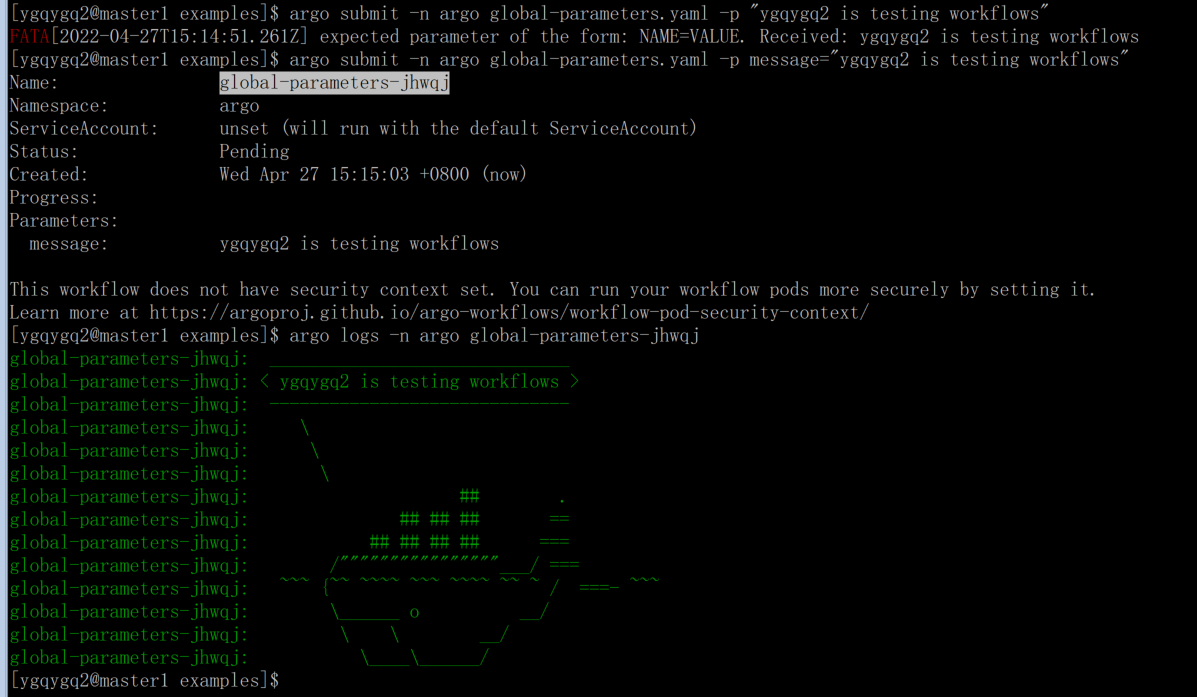 [ygqygq2@master1 examples]$ argo submit -n argo global-parameters.yaml -p "ygqygq2 is testing workflows"
FATA[2022-04-27T15:14:51.261Z] expected parameter of the form: NAME=VALUE. Received: ygqygq2 is testing workflows
[ygqygq2@master1 examples]$ argo submit -n argo global-parameters.yaml -p message="ygqygq2 is testing workflows"
Name:                global-parameters-jhwqj
Namespace:           argo
ServiceAccount:      unset (will run with the default ServiceAccount)
Status:              Pending
Created:             Wed Apr 27 15:15:03 +0800 (now)
Progress:
Parameters:
  message:           ygqygq2 is testing workflows

This workflow does not have security context set. You can run your workflow pods more securely by setting it.
Learn more at https://argoproj.github.io/argo-workflows/workflow-pod-security-context/
[ygqygq2@master1 examples]$ argo logs -n argo global-parameters-jhwqj
global-parameters-jhwqj:  ______________________________
global-parameters-jhwqj: < ygqygq2 is testing workflows >
global-parameters-jhwqj:  ------------------------------
global-parameters-jhwqj:     \
global-parameters-jhwqj:      \
global-parameters-jhwqj:       \
global-parameters-jhwqj:                     ##        .
global-parameters-jhwqj:               ## ## ##       ==
global-parameters-jhwqj:            ## ## ## ##      ===
global-parameters-jhwqj:        /""""""""""""""""___/ ===
global-parameters-jhwqj:   ~~~ {~~ ~~~~ ~~~ ~~~~ ~~ ~ /  ===- ~~~
global-parameters-jhwqj:        \______ o          __/
global-parameters-jhwqj:         \    \        __/
global-parameters-jhwqj:           \____\______/
[ygqygq2@master1 examples]$